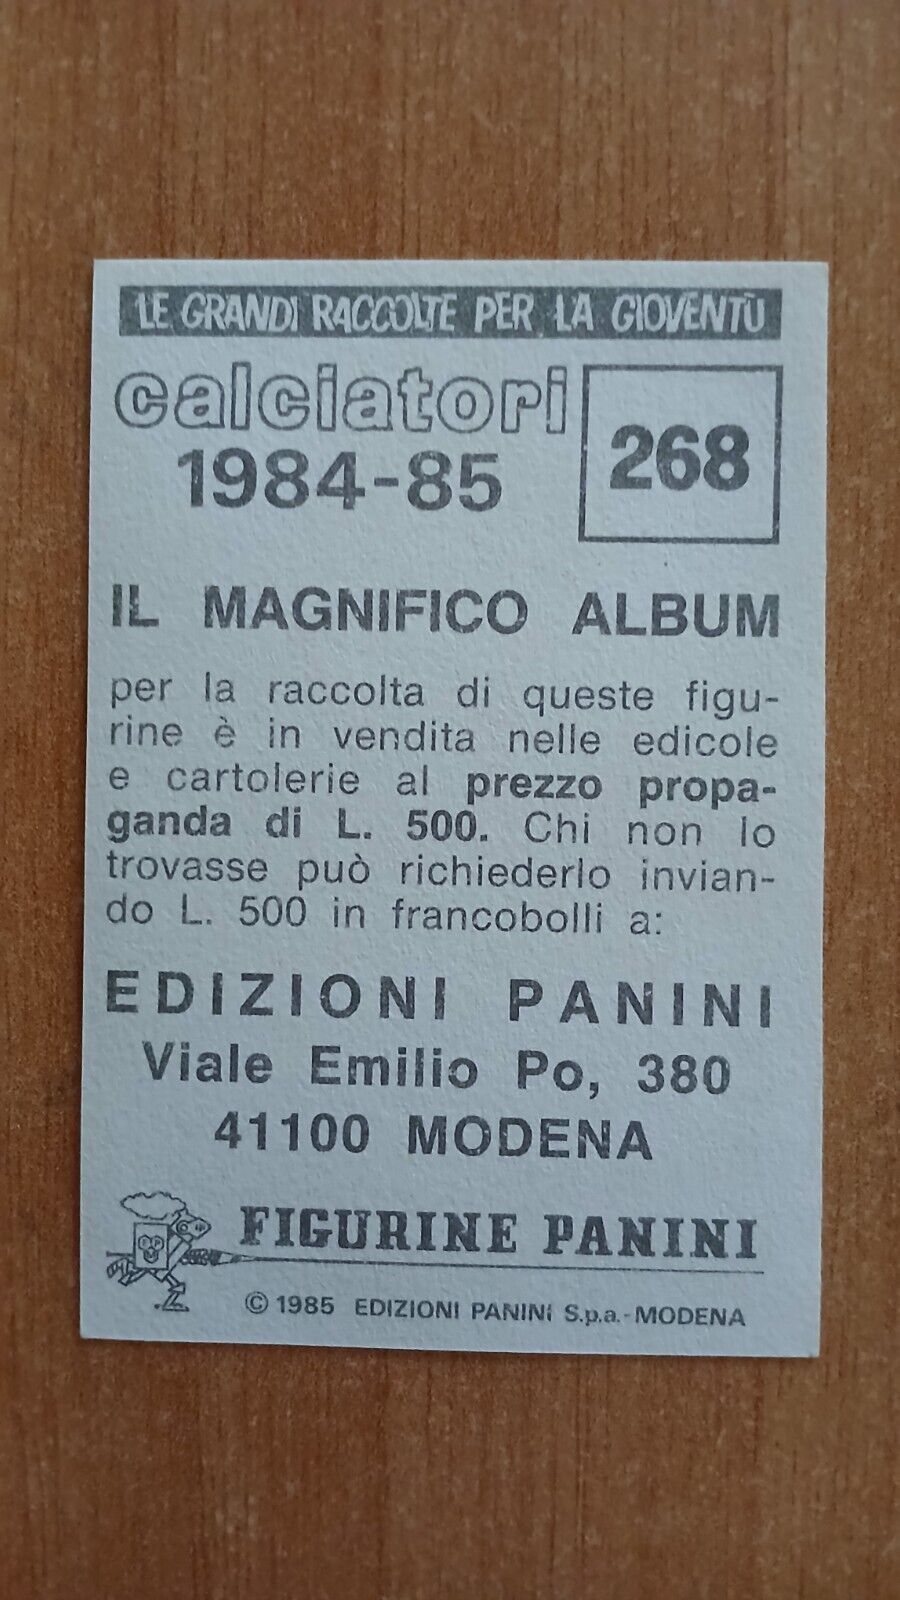 LE GRANDI RACCOLTE PER LA GIOVENTÙ
calciatori
1984-85
268
IL MAGNIFICO ALBUM
per la raccolta di queste figu-
rine è in vendita nelle edicole
e cartolerie al prezzo propa-
ganda di L. 500. Chi non lo
trovasse può richiederlo invian-
do L. 500 in francobolli a:
EDIZIONI PANINI
Viale Emilio Po, 380
41100 MODENA
FIGURINE PANINI
© 1985 EDIZIONI PANINI S.p.a.-MODENA